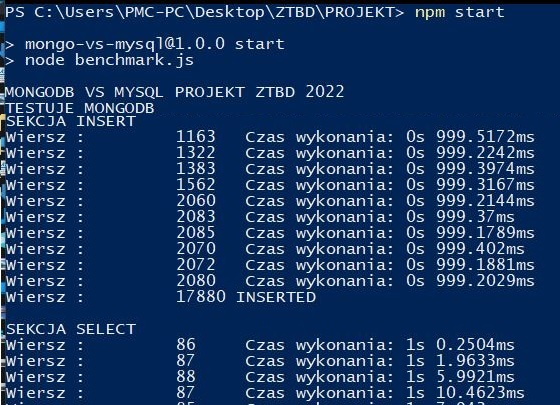 PS C:\Users\PMC-PC\Desktop\ZTBD\PROJEKT> npm start
> mongo-vs-mysql@1.0.0 start
> node benchmark.js
MONGODB VS MYSQL PROJEKT ZTBD 2022
TESTUJE MONGODB
SEKCJA INSERT
Wiersz : 1163 Czas wykonania: 0s 999.5172ms
Wiersz : 1322 Czas wykonania: 0s 999.2242ms
Wiersz : 1383 Czas wykonania: 0s 999.3974ms
Wiersz : 1562 Czas wykonania: 0s 999.3167ms
Wiersz : 2060 Czas wykonania: 0s 999.2144ms
Wiersz : 2083 Czas wykonania: 0s 999.37ms
Wiersz : 2085 Czas wykonania: 0s 999.1789ms
Wiersz : 2070 Czas wykonania: 0s 999.402ms
Wiersz : 2072 Czas wykonania: 0s 999.1881ms
Wiersz : 2080 Czas wykonania: 0s 999.2029ms
Wiersz : 17880 INSERTED
SEKCJA SELECT
Wiersz : 86 Czas wykonania: 1s 0.2504ms
Wiersz : 87 Czas wykonania: 1s 1.9633ms
Wiersz : 88 Czas wykonania: 1s 5.9921ms
Wiersz : 87 Czas wykonania: 1s 10.4623ms